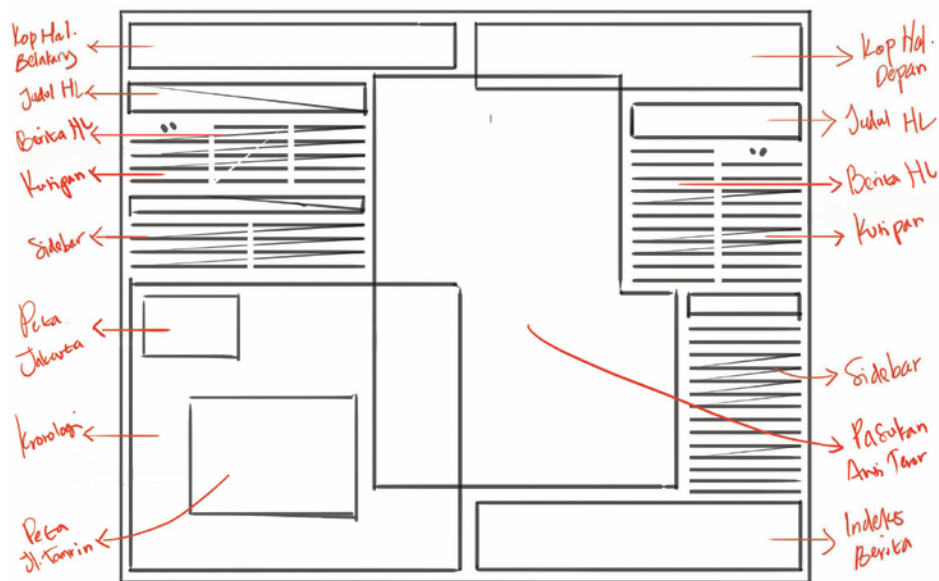 Kop Hal.
Belakang
Judul HL
Berita HL
Kutipan
Sidebar
Peta
Jakarta
Kronologi
Peta
Jl. Tamrin
Kop Hal.
Depan
Judul HL
Berita HL
Kutipan
Sidebar
Pasukan
Anti Teror
Indeks
Berita